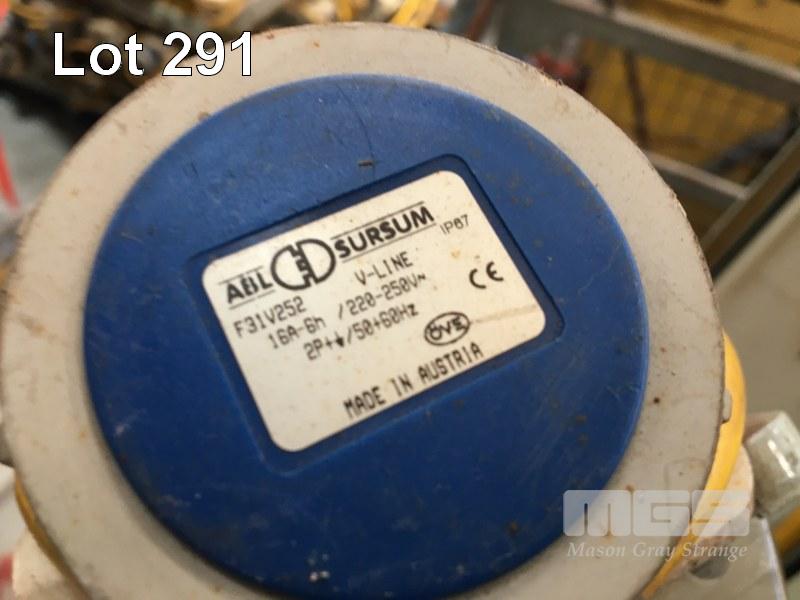 Lot 291
ABL SURSUM IP67
F31V252 V-LINE
16A-6h /220-250V~
2P+⏚/50+60Hz
CE
ÖVE
MADE IN AUSTRIA
MGS
Mason Gray Strange